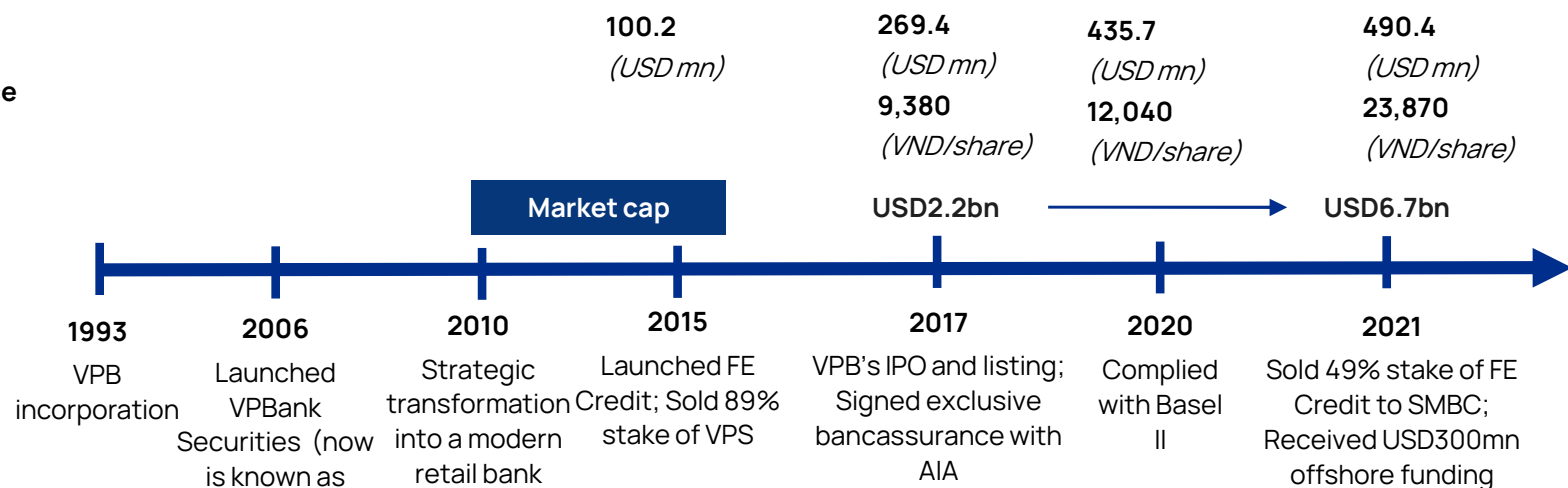 100.2
(USD mn)
269.4
(USD mn)
435.7
(USD mn)
490.4
(USD mn)
ce
9,380
(VND/share)
12,040
(VND/share)
23,870
(VND/share)
Market cap
USD2.2bn
USD6.7bn
1993
VPB
incorporation
2006
Launched
VPBank
Securities (now
is known as
2010
Strategic
transformation
into a modern
retail bank
2015
Launched FE
Credit; Sold 89%
stake of VPS
2017
VPB's IPO and listing;
Signed exclusive
bancassurance with
AIA
2020
Complied
with Basel
II
2021
Sold 49% stake of FE
Credit to SMBC;
Received USD300mn
offshore funding